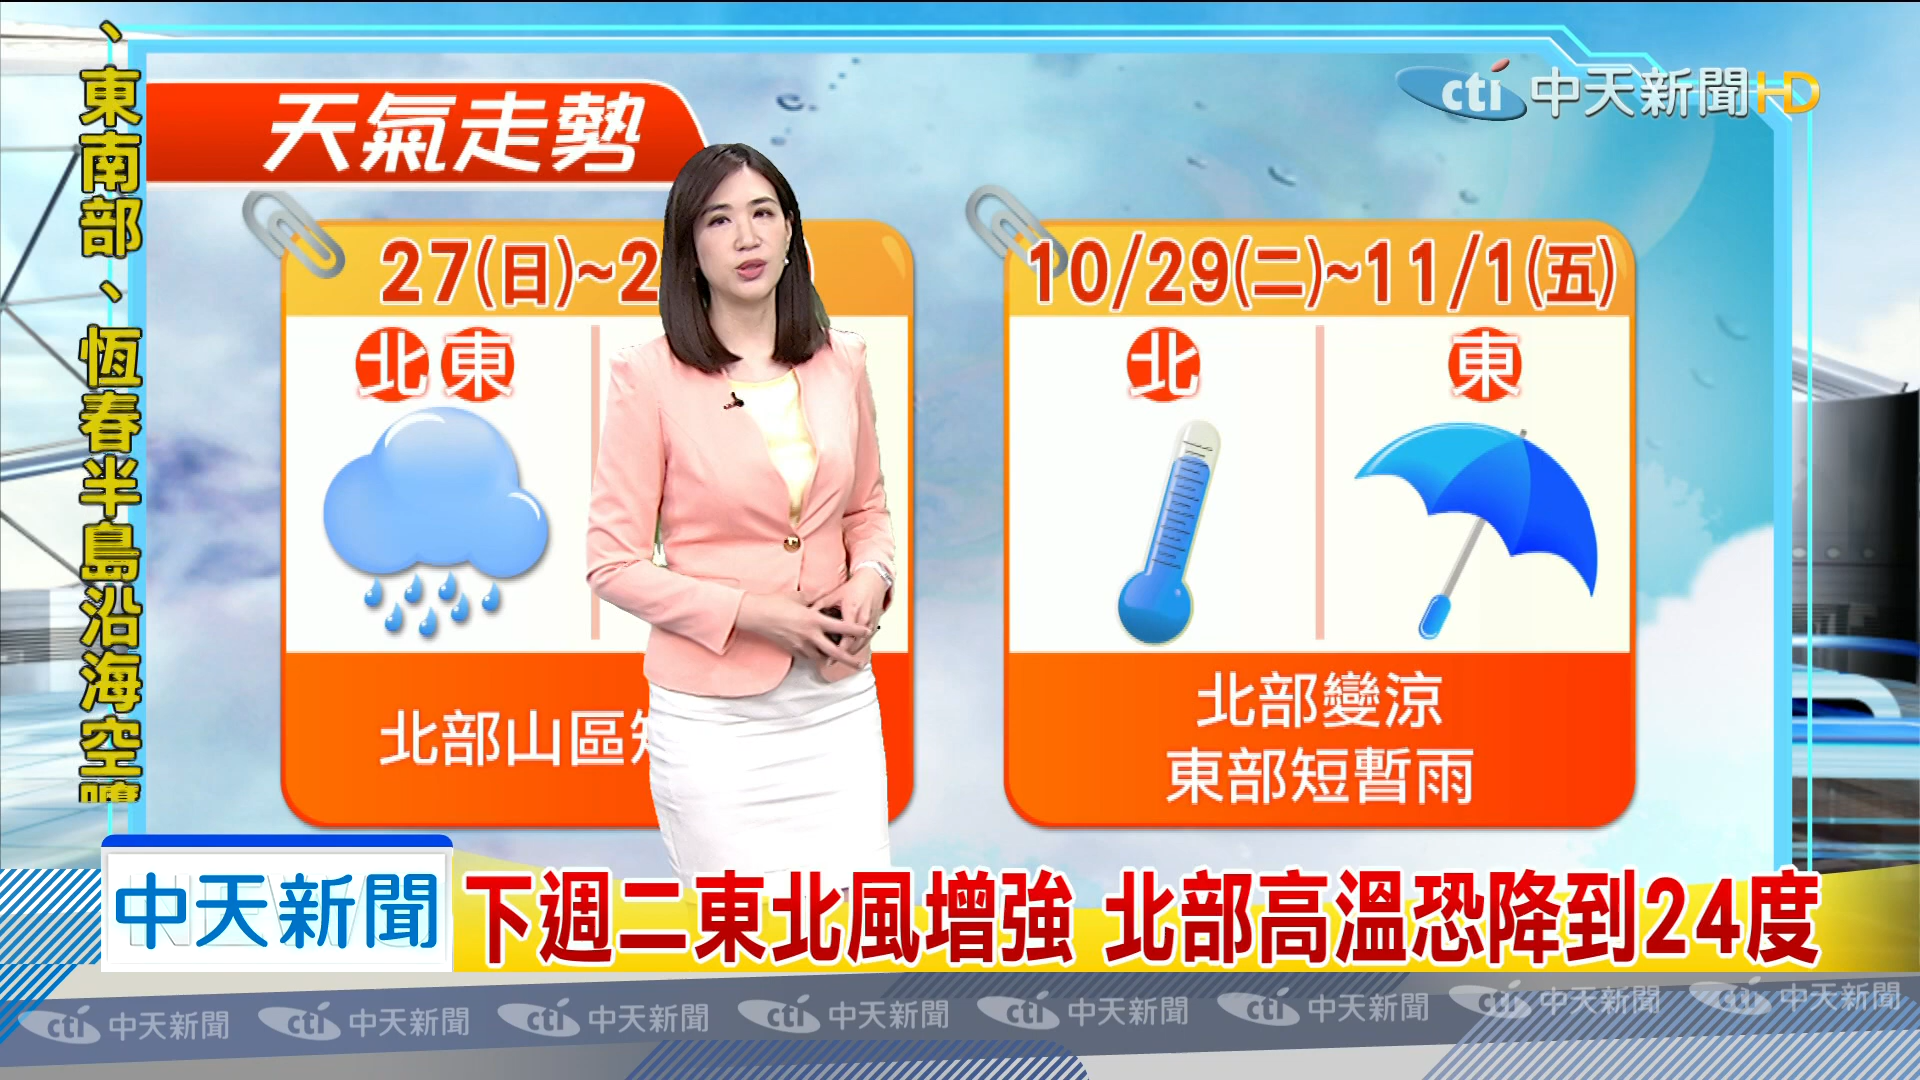 、東南部、恆春半島沿海空
天氣走勢
cti 中天新聞HD
27(日)~2
北 東
北部山區
10/29(二)~11/1(五)
北
東
北部變涼
東部短暫雨
中天新聞
下週二東北風增強 北部高溫恐降到24度
cti 中天新聞 cti 中天新聞 cti 中天新聞 cti 中天新聞 cti 中天新聞 cti 中天新聞 cti 中天新聞 cti 中天新聞